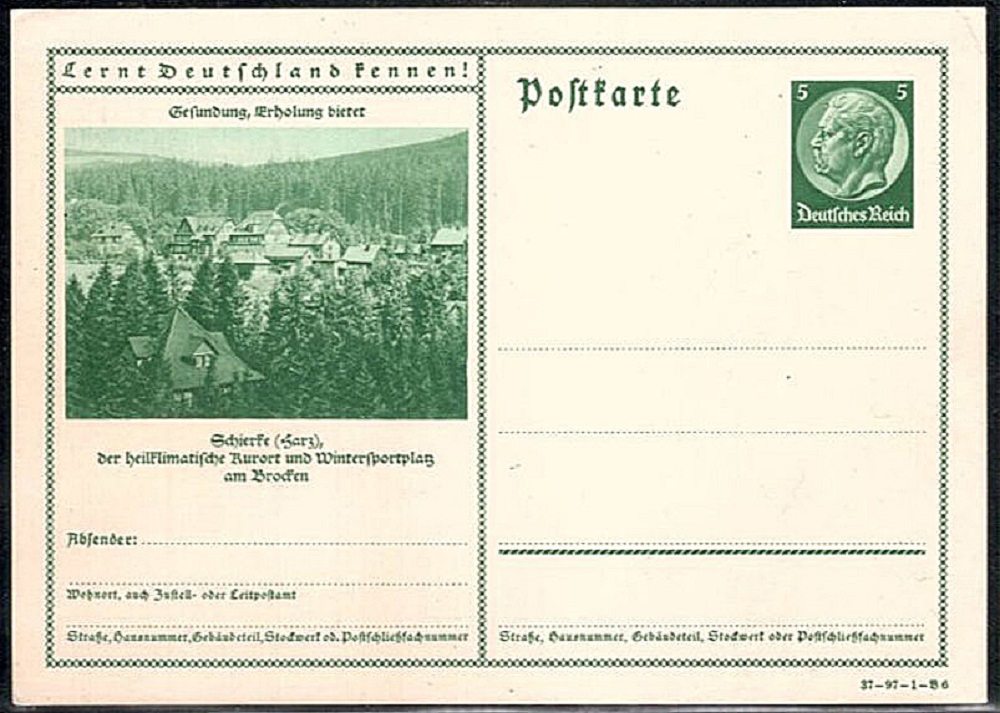 Lernt Deutschland kennen!
Gesundung, Erholung bietet
Schierke (Harz),
der heilklimatische Kurort und Wintersportplatz
am Brocken
Absender:
Wohnort, auch Zustell- oder Leitpostamt
Straße, Hausnummer, Gebäudeteil, Stockwerk od. Postschließfachnummer
Postkarte
5 5
Deutsches Reich
Straße, Hausnummer, Gebäudeteil, Stockwerk oder Postschließfachnummer
37-97-1-B6